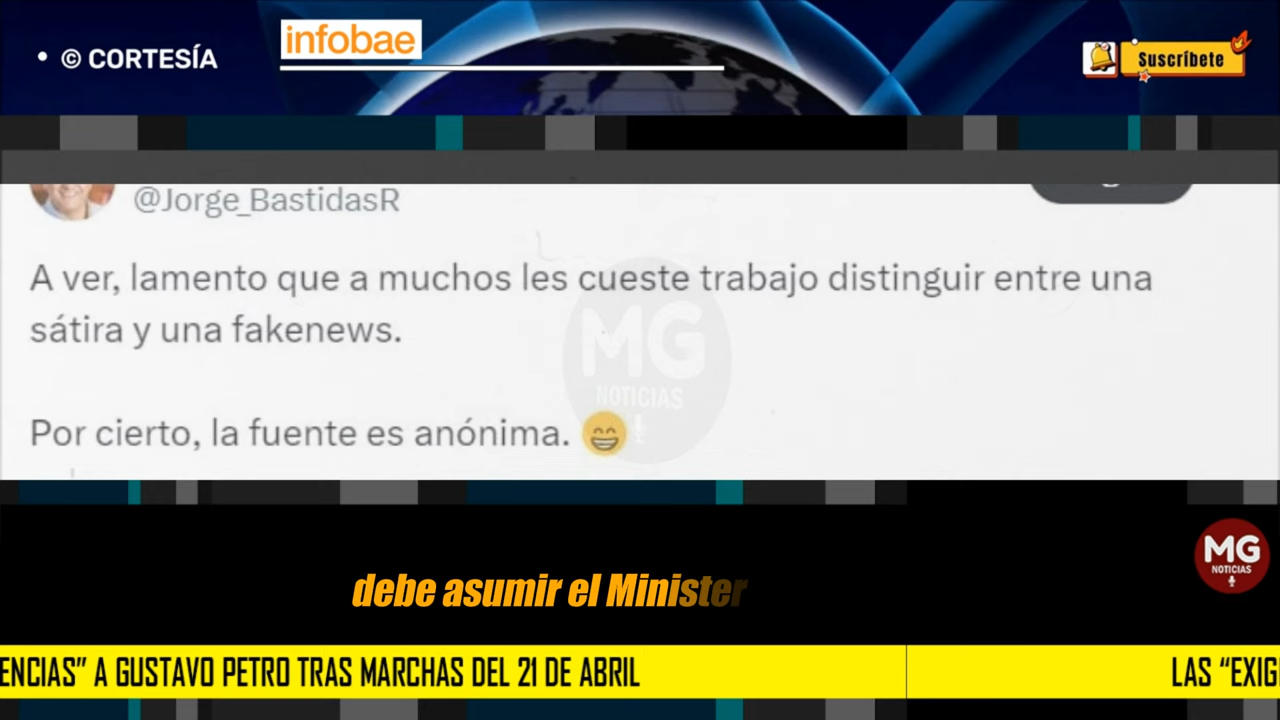 • © CORTESÍA
infobae
Suscríbete
@Jorge_BastidasR
A ver, lamento que a muchos les cueste trabajo distinguir entre una
sátira y una fakenews.
MG
NOTICIAS
Por cierto, la fuente es anónima. 😄
MG
NOTICIAS
debe asumir el Minister
ENCIAS” A GUSTAVO PETRO TRAS MARCHAS DEL 21 DE ABRIL
LAS “EXIG